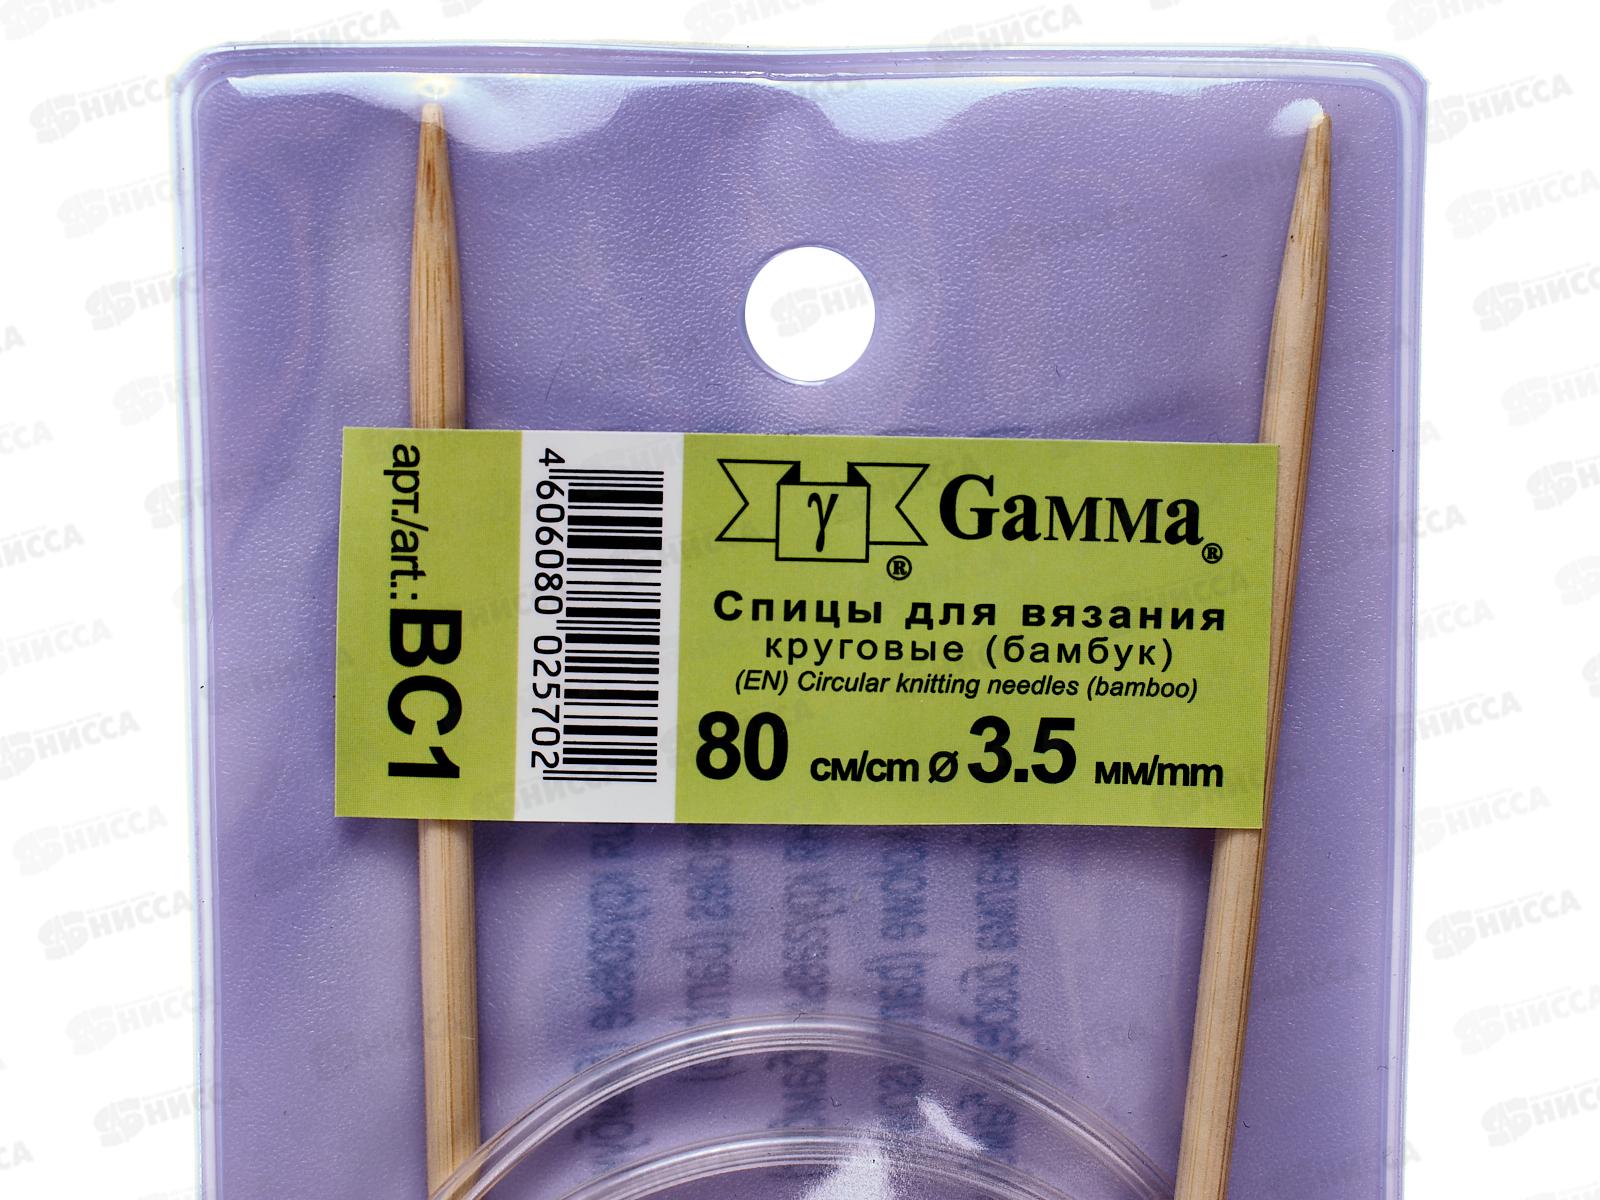 γ
®
Gamma®
Спицы для вязания
круговые (бамбук)
(EN) Circular knitting needles (bamboo)
80 см/cm ø 3.5 мм/mm
4 606080 025702
арт./art.: BC1
НИССА